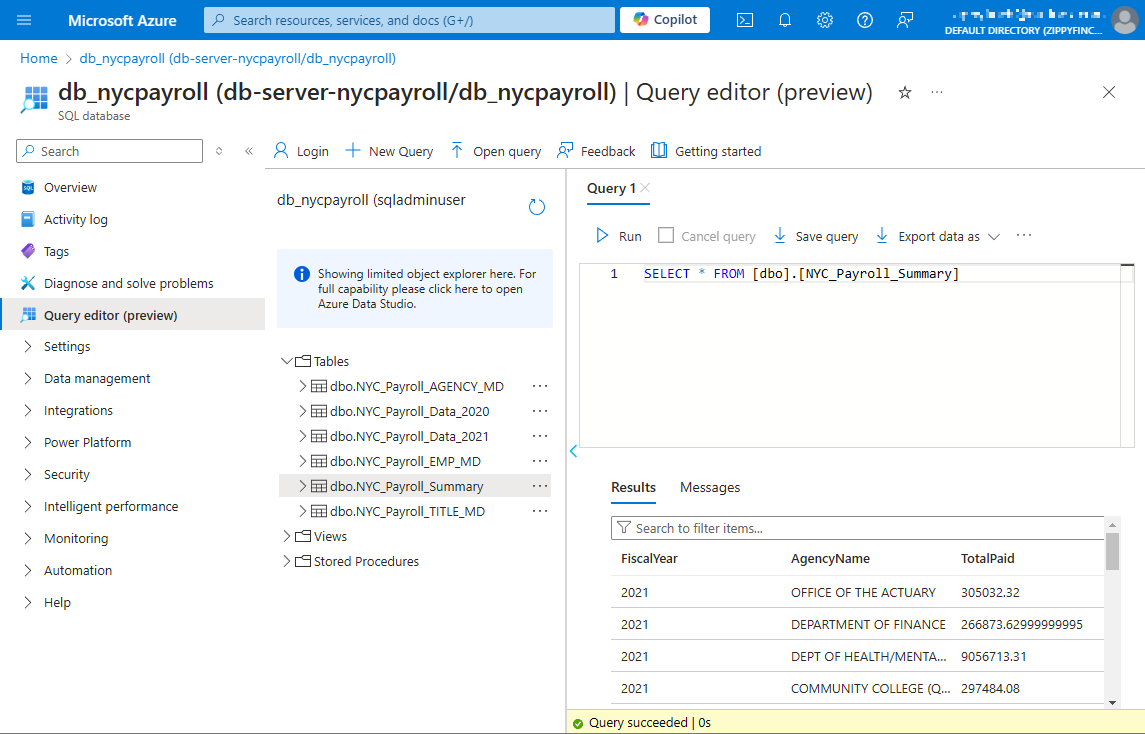 Microsoft Azure
Search resources, services, and docs (G+/)
Copilot
DEFAULT DIRECTORY (ZIPPYFINC...
Home > db_nycpayroll (db-server-nycpayroll/db_nycpayroll)
db_nycpayroll (db-server-nycpayroll/db_nycpayroll) | Query editor (preview)
SQL database
Search
Login
New Query
Open query
Feedback
Getting started
Overview
Activity log
Tags
Diagnose and solve problems
Query editor (preview)
Settings
Data management
Integrations
Power Platform
Security
Intelligent performance
Monitoring
Automation
Help
db_nycpayroll (sqladminuser
Showing limited object explorer here. For
full capability please click here to open
Azure Data Studio.
Tables
dbo.NYC_Payroll_AGENCY_MD
dbo.NYC_Payroll_Data_2020
dbo.NYC_Payroll_Data_2021
dbo.NYC_Payroll_EMP_MD
dbo.NYC_Payroll_Summary
dbo.NYC_Payroll_TITLE_MD
Views
Stored Procedures
Query 1
Run
Cancel query
Save query
Export data as
1 SELECT * FROM [dbo].[NYC_Payroll_Summary]
Results
Messages
Search to filter items...
FiscalYear AgencyName TotalPaid
2021 OFFICE OF THE ACTUARY 305032.32
2021 DEPARTMENT OF FINANCE 266873.62999999995
2021 DEPT OF HEALTH/MENTA... 9056713.31
2021 COMMUNITY COLLEGE (Q... 297484.08
Query succeeded | 0s